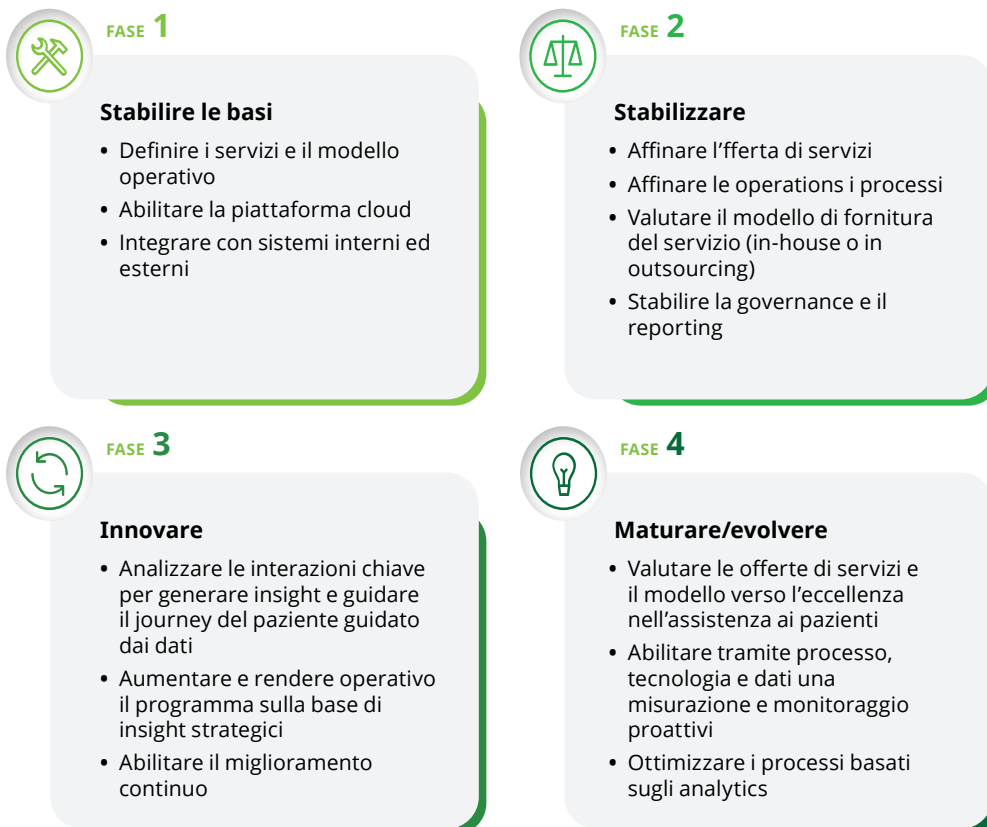 FASE 1
Stabilire le basi
• Definire i servizi e il modello
operativo
• Abilitare la piattaforma cloud
• Integrare con sistemi interni ed
esterni
FASE 2
Stabilizzare
• Affinare l’fferta di servizi
• Affinare le operations i processi
• Valutare il modello di fornitura
del servizio (in-house o in
outsourcing)
• Stabilire la governance e il
reporting
FASE 3
Innovare
• Analizzare le interazioni chiave
per generare insight e guidare
il journey del paziente guidato
dai dati
• Aumentare e rendere operativo
il programma sulla base di
insight strategici
• Abilitare il miglioramento
continuo
FASE 4
Maturare/evolvere
• Valutare le offerte di servizi e
il modello verso l’eccellenza
nell’assistenza ai pazienti
• Abilitare tramite processo,
tecnologia e dati una
misurazione e monitoraggio
proattivi
• Ottimizzare i processi basati
sugli analytics